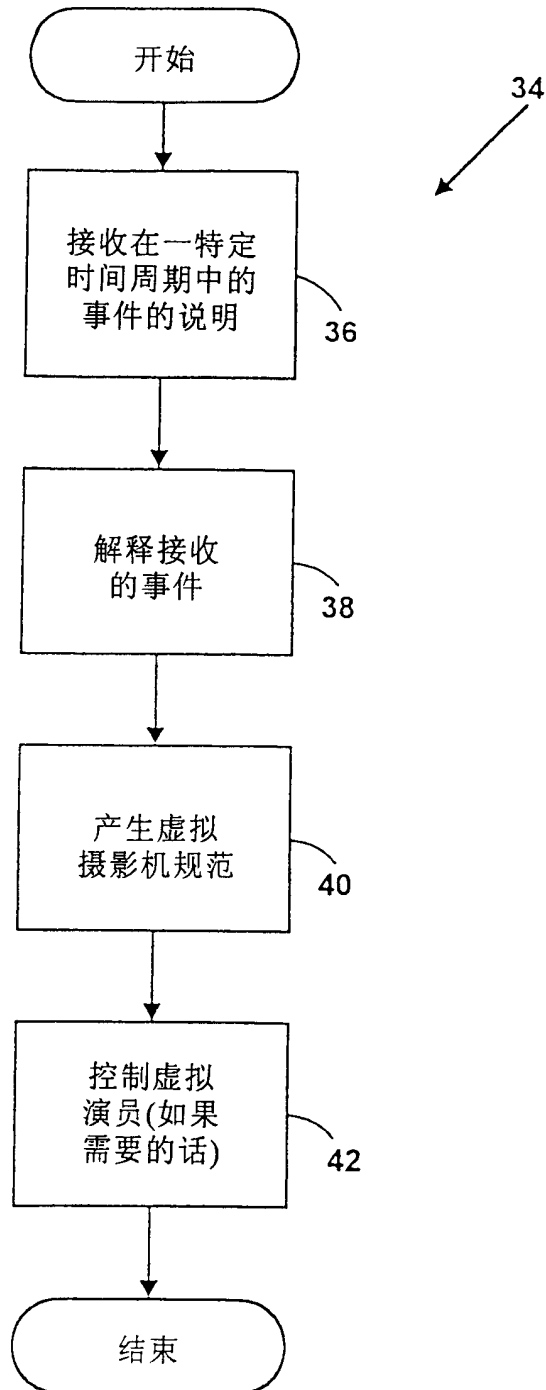 开始
34
接收在一特定
时间周期中的
事件的说明
36
解释接收
的事件
38
产生虚拟
摄影机规范
40
控制虚拟
演员(如果
需要的话)
42
结束